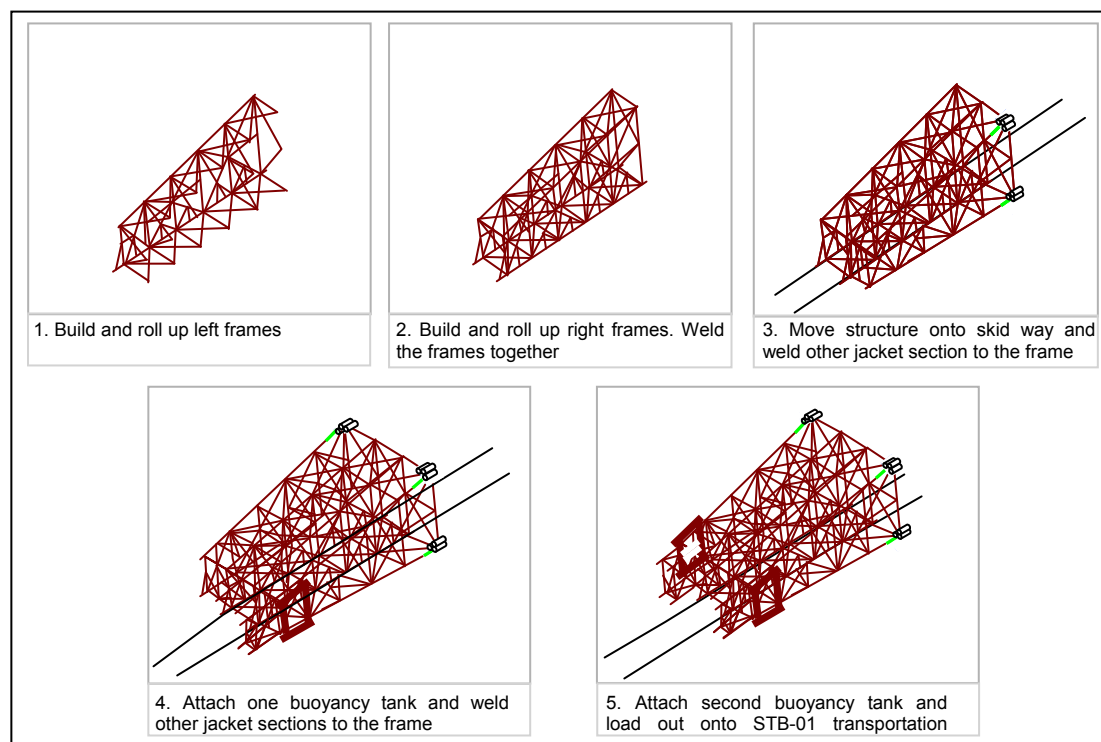 1. Build and roll up left frames
2. Build and roll up right frames. Weld
the frames together
3. Move structure onto skid way and
weld other jacket section to the frame
4. Attach one buoyancy tank and weld
other jacket sections to the frame
5. Attach second buoyancy tank and
load out onto STB-01 transportation